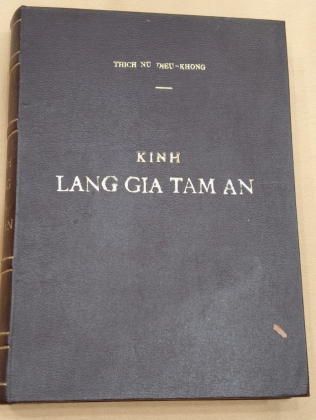 THICH NU DIEU-KHONG
KINH
LANG GIA TAM AN